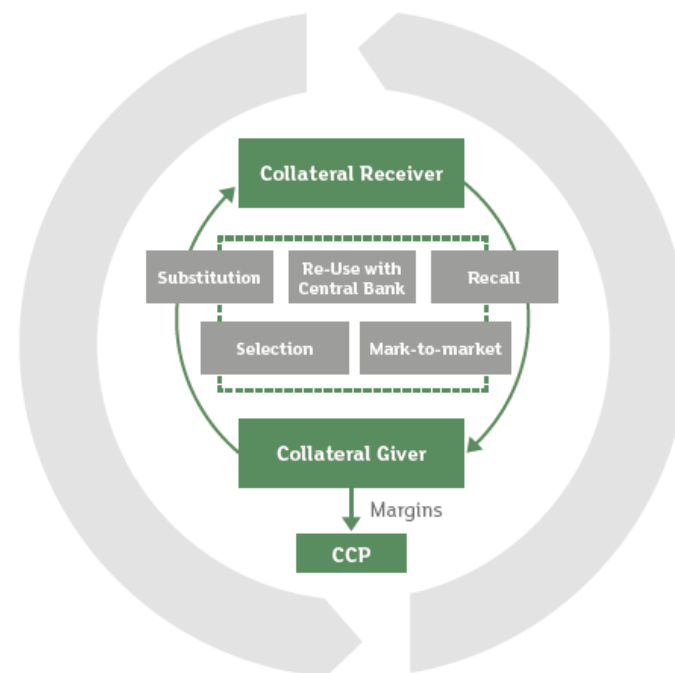 Collateral Receiver
Substitution
Re-Use with
Central Bank
Recall
Selection
Mark-to-market
Collateral Giver
Margins
CCP